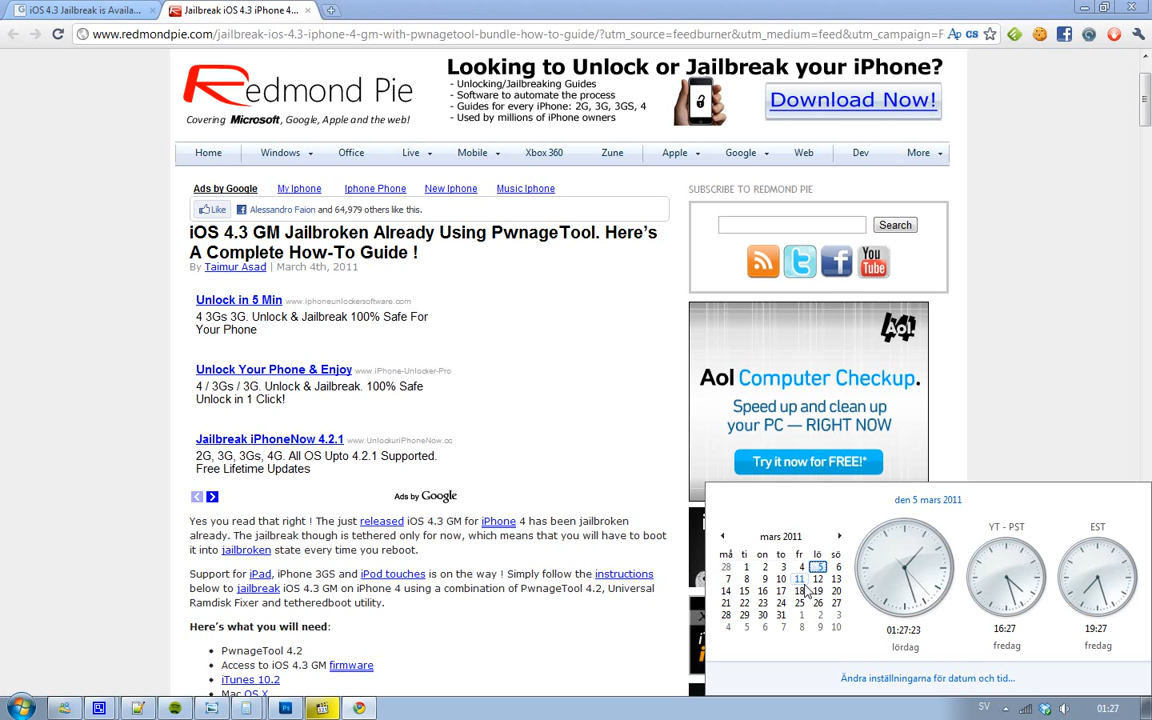 iOS 4.3 Jailbreak is Availa...
Jailbreak iOS 4.3 iPhone 4...
www.redmondpie.com/jailbreak-ios-4.3-iphone-4-gm-with-pwnagetool-bundle-how-to-guide/?utm_source=feedburner&utm_medium=feed&utm_campaign=F
Redmond Pie
Covering Microsoft, Google, Apple and the web!
Looking to Unlock or Jailbreak your iPhone?
- Unlocking/Jailbreaking Guides
- Software to automate the process
- Guides for every iPhone: 2G, 3G, 3GS, 4
- Used by millions of iPhone owners
Download Now!
Home Windows Office Live Mobile Xbox 360 Zune Apple Google Web Dev More
Ads by Google My Iphone Iphone Phone New Iphone Music Iphone
Like Alessandro Faion and 64,979 others like this.
iOS 4.3 GM Jailbroken Already Using PwnageTool. Here's
A Complete How-To Guide !
By Taimur Asad | March 4th, 2011
Unlock in 5 Min www.iphoneunlockersoftware.com
4 3Gs 3G. Unlock & Jailbreak 100% Safe For
Your Phone
Unlock Your Phone & Enjoy www.iPhone-Unlocker-Pro
4 / 3Gs / 3G. Unlock & Jailbreak. 100% Safe
Unlock in 1 Click!
Jailbreak iPhoneNow 4.2.1 www.UnlockuriPhoneNow.cc
2G, 3G, 3Gs, 4G. All OS Upto 4.2.1 Supported.
Free Lifetime Updates
Ads by Google
Yes you read that right ! The just released iOS 4.3 GM for iPhone 4 has been jailbroken
already. The jailbreak though is tethered only for now, which means that you will have to boot
it into jailbroken state every time you reboot.
Support for iPad, iPhone 3GS and iPod touches is on the way ! Simply follow the instructions
below to jailbreak iOS 4.3 GM on iPhone 4 using a combination of PwnageTool 4.2, Universal
Ramdisk Fixer and tetheredboot utility.
Here's what you will need:
PwnageTool 4.2
Access to iOS 4.3 GM firmware
iTunes 10.2
Mac OS X
SUBSCRIBE TO REDMOND PIE
Search
You
Tube
Aol.
Aol Computer Checkup.
Speed up and clean up
your PC — RIGHT NOW
Try it now for FREE!*
den 5 mars 2011
mars 2011
må ti on to fr lö sö
28 1 2 3 4 5 6
7 8 9 10 11 12 13
14 15 16 17 18 19 20
21 22 23 24 25 26 27
28 29 30 31 1 2 3
4 5 6 7 8 9 10
01:27:23
lördag
YT - PST
16:27
fredag
EST
19:27
fredag
Ändra inställningarna för datum och tid...
SV
01:27